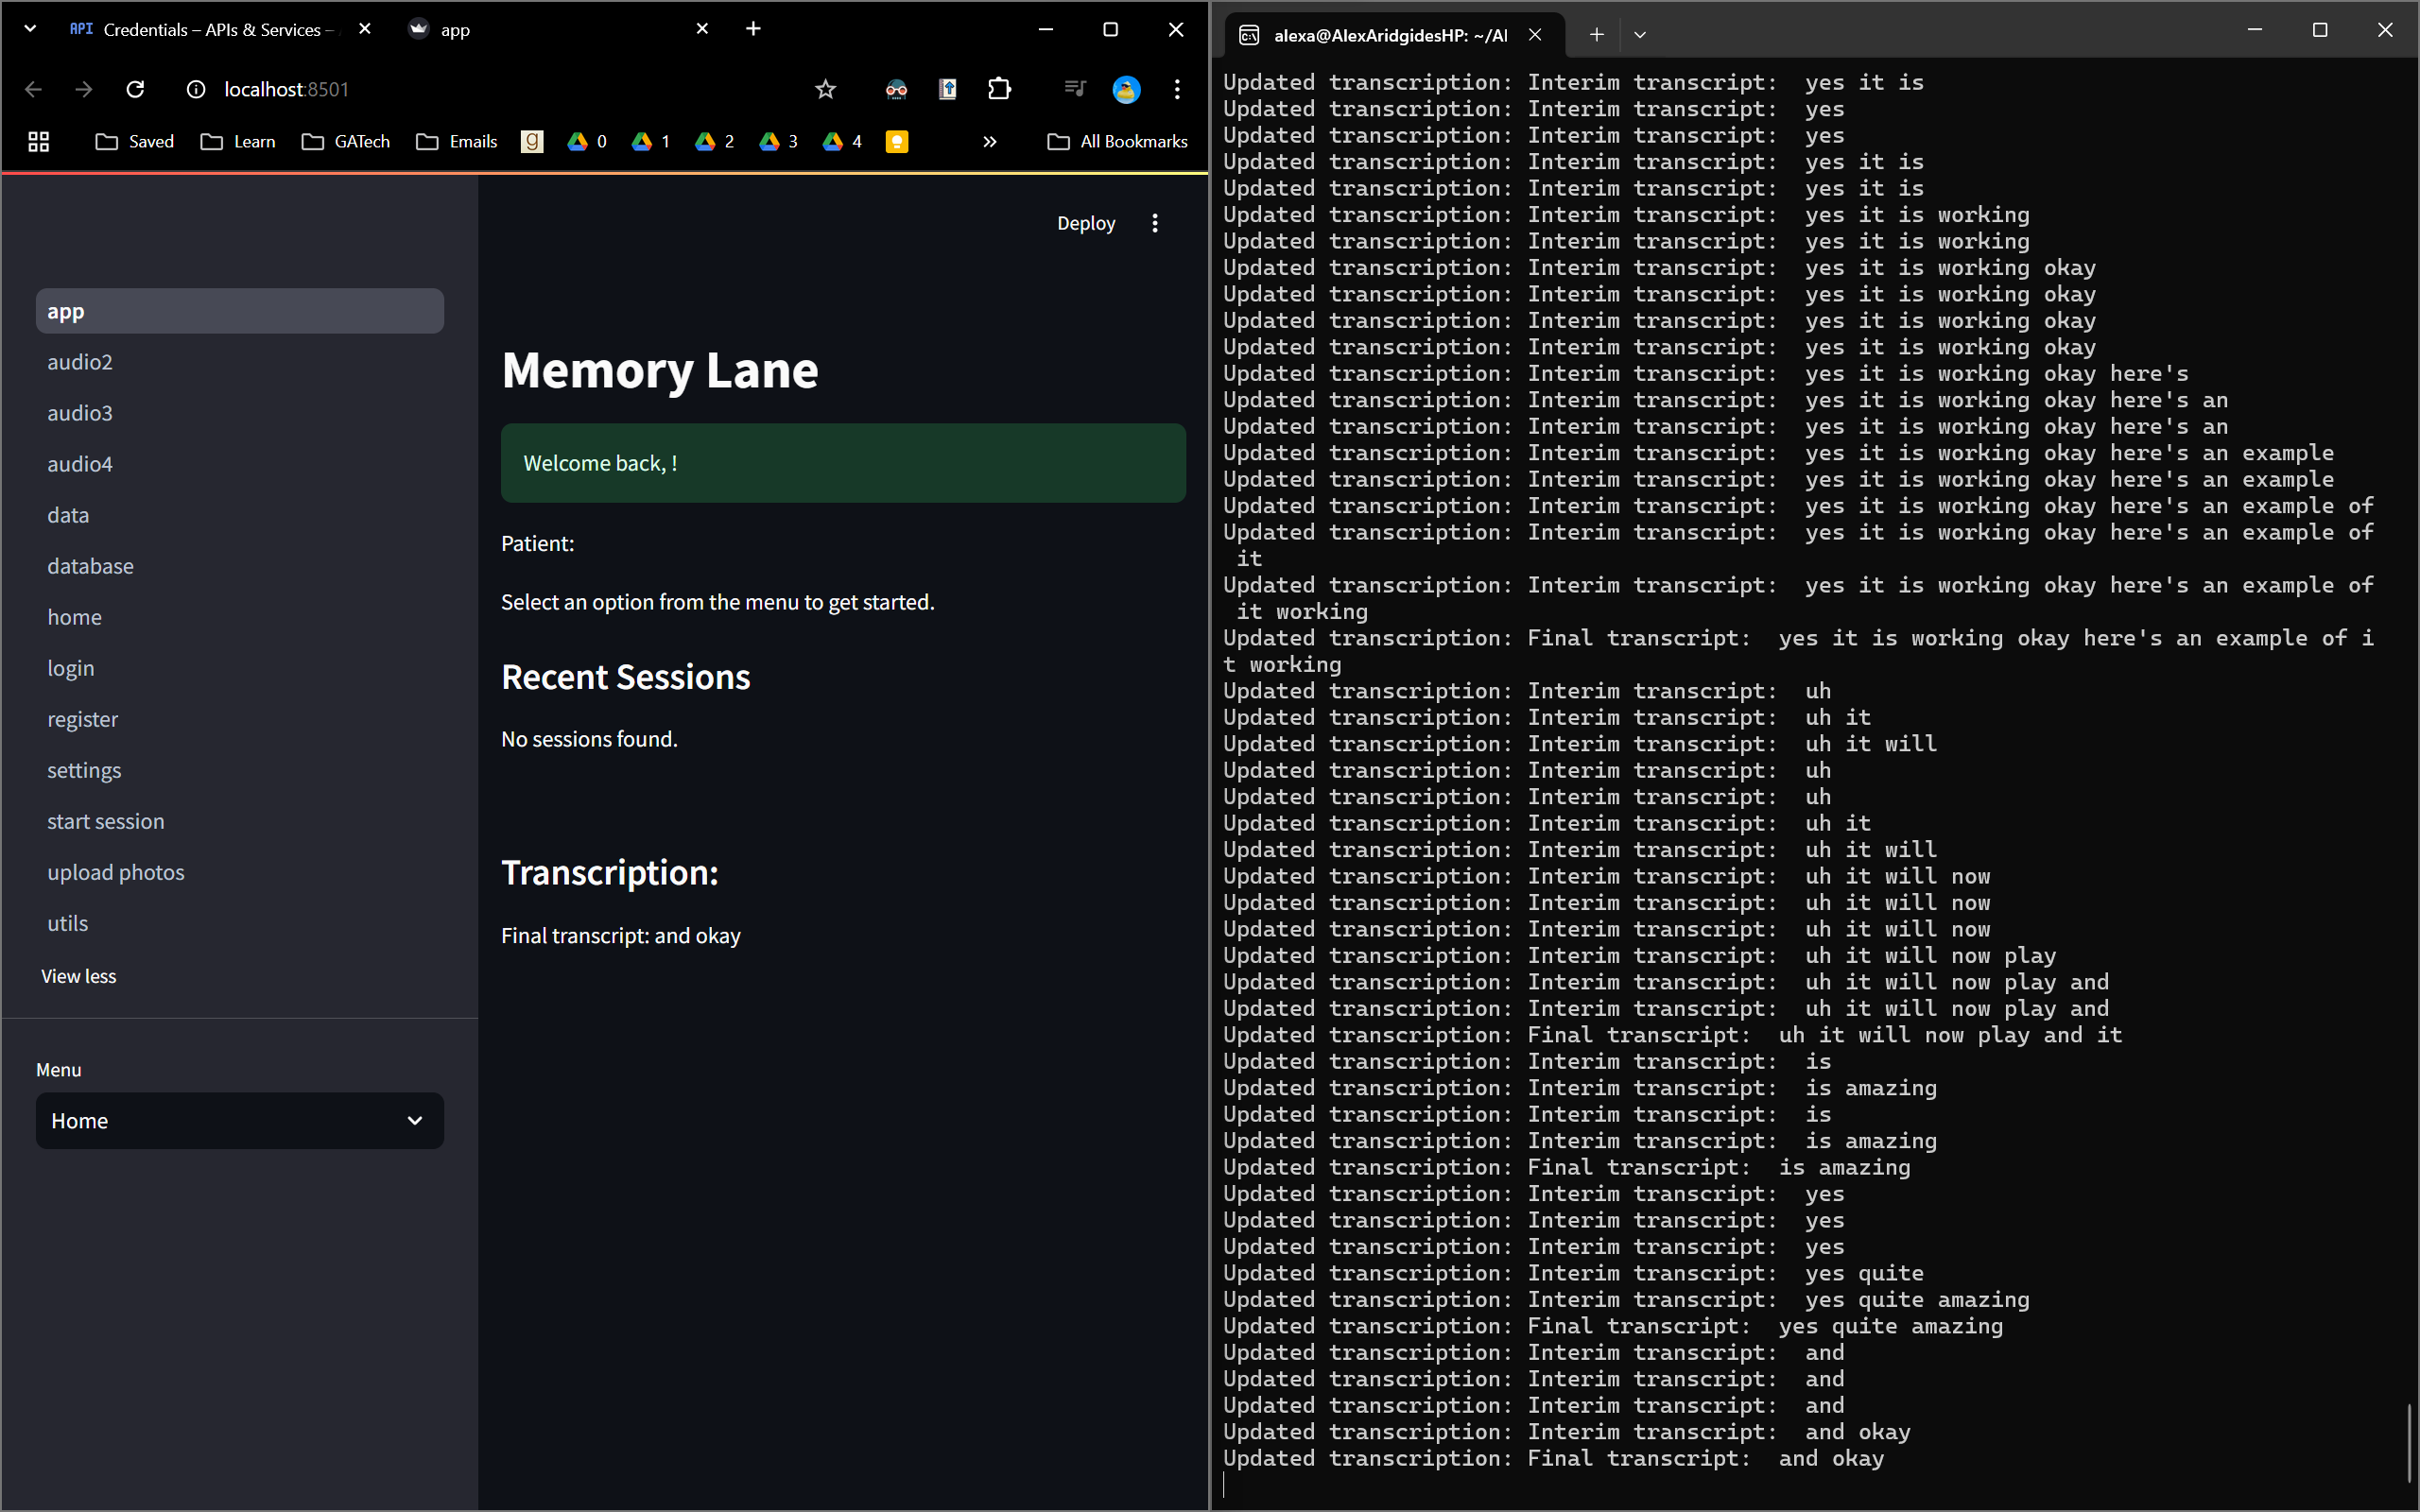 API Credentials – APIs & Services –
app
localhost:8501
Saved
Learn
GATech
Emails
g
0
1
2
3
4
»
All Bookmarks
Deploy
app
audio2
audio3
audio4
data
database
home
login
register
settings
start session
upload photos
utils
View less
Menu
Home
Memory Lane
Welcome back, !
Patient:
Select an option from the menu to get started.
Recent Sessions
No sessions found.
Transcription:
Final transcript: and okay
alexa@AlexAridgidesHP: ~/Al
Updated transcription: Interim transcript:  yes it is
Updated transcription: Interim transcript:  yes
Updated transcription: Interim transcript:  yes
Updated transcription: Interim transcript:  yes it is
Updated transcription: Interim transcript:  yes it is
Updated transcription: Interim transcript:  yes it is working
Updated transcription: Interim transcript:  yes it is working
Updated transcription: Interim transcript:  yes it is working okay
Updated transcription: Interim transcript:  yes it is working okay
Updated transcription: Interim transcript:  yes it is working okay
Updated transcription: Interim transcript:  yes it is working okay
Updated transcription: Interim transcript:  yes it is working okay here's
Updated transcription: Interim transcript:  yes it is working okay here's an
Updated transcription: Interim transcript:  yes it is working okay here's an
Updated transcription: Interim transcript:  yes it is working okay here's an example
Updated transcription: Interim transcript:  yes it is working okay here's an example
Updated transcription: Interim transcript:  yes it is working okay here's an example of
Updated transcription: Interim transcript:  yes it is working okay here's an example of
 it
Updated transcription: Interim transcript:  yes it is working okay here's an example of
 it working
Updated transcription: Final transcript:  yes it is working okay here's an example of i
t working
Updated transcription: Interim transcript:  uh
Updated transcription: Interim transcript:  uh it
Updated transcription: Interim transcript:  uh it will
Updated transcription: Interim transcript:  uh
Updated transcription: Interim transcript:  uh
Updated transcription: Interim transcript:  uh it
Updated transcription: Interim transcript:  uh it will
Updated transcription: Interim transcript:  uh it will now
Updated transcription: Interim transcript:  uh it will now
Updated transcription: Interim transcript:  uh it will now
Updated transcription: Interim transcript:  uh it will now play
Updated transcription: Interim transcript:  uh it will now play and
Updated transcription: Interim transcript:  uh it will now play and
Updated transcription: Final transcript:  uh it will now play and it
Updated transcription: Interim transcript:  is
Updated transcription: Interim transcript:  is amazing
Updated transcription: Interim transcript:  is
Updated transcription: Interim transcript:  is amazing
Updated transcription: Final transcript:  is amazing
Updated transcription: Interim transcript:  yes
Updated transcription: Interim transcript:  yes
Updated transcription: Interim transcript:  yes
Updated transcription: Interim transcript:  yes quite
Updated transcription: Interim transcript:  yes quite amazing
Updated transcription: Final transcript:  yes quite amazing
Updated transcription: Interim transcript:  and
Updated transcription: Interim transcript:  and
Updated transcription: Interim transcript:  and
Updated transcription: Interim transcript:  and okay
Updated transcription: Final transcript:  and okay